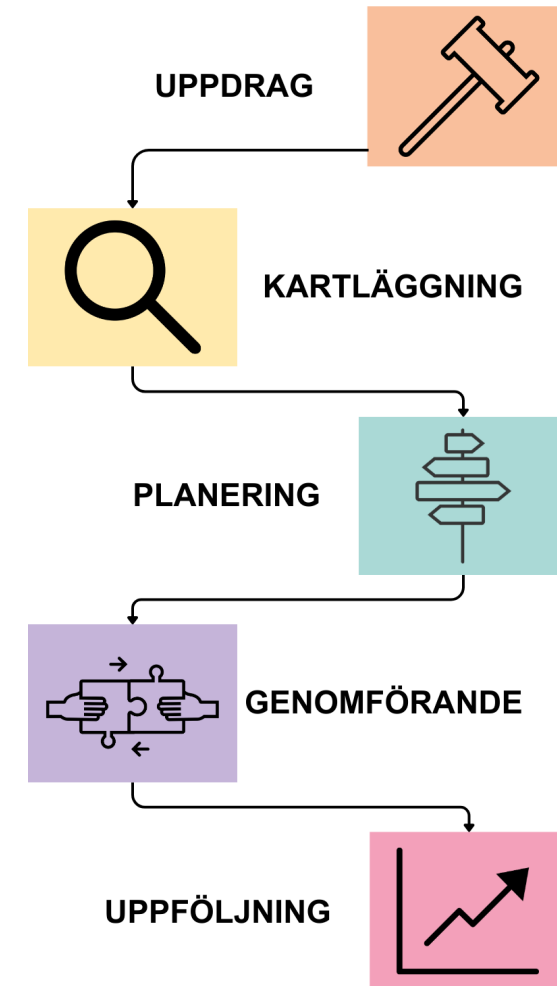 UPPDRAG
KARTLÄGGNING
PLANERING
GENOMFÖRANDE
UPPFÖLJNING